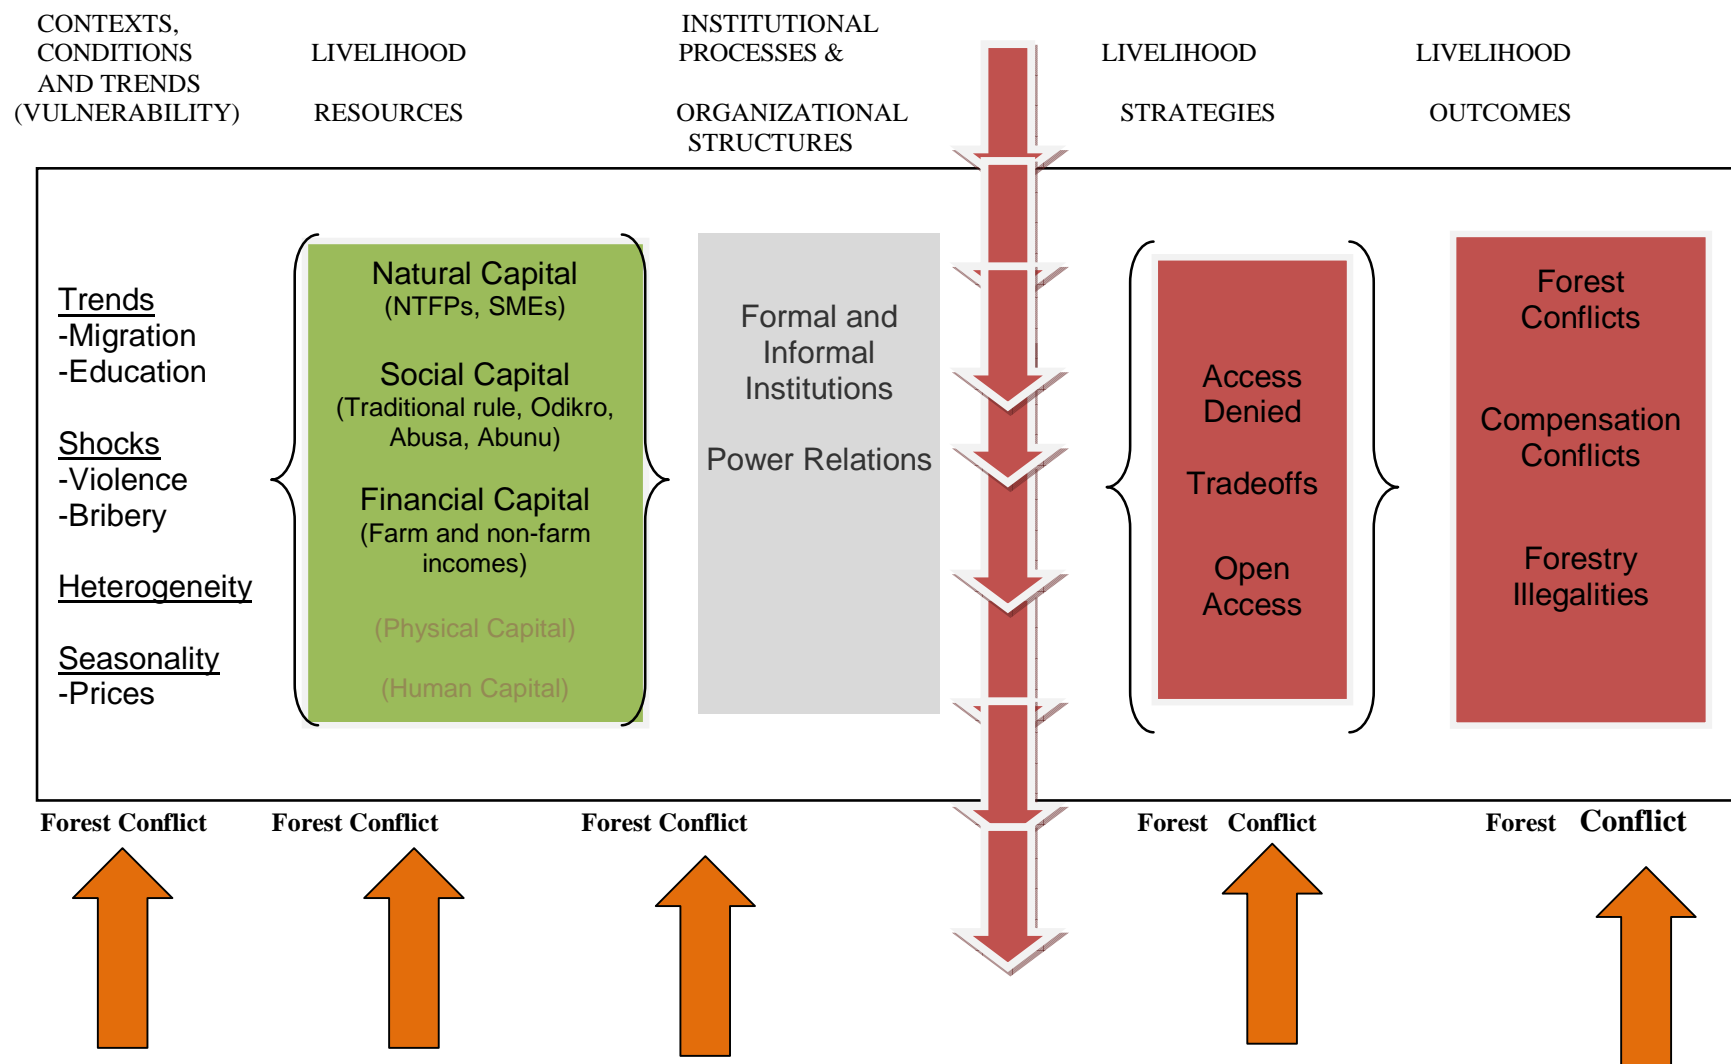 CONTEXTS,
CONDITIONS
AND TRENDS
(VULNERABILITY)
LIVELIHOOD
RESOURCES
INSTITUTIONAL
PROCESSES &
ORGANIZATIONAL
STRUCTURES
LIVELIHOOD
STRATEGIES
LIVELIHOOD
OUTCOMES
Trends
-Migration
-Education
Shocks
-Violence
-Bribery
Heterogeneity
Seasonality
-Prices
Natural Capital
(NTFPs, SMEs)
Social Capital
(Traditional rule, Odikro,
Abusa, Abunu)
Financial Capital
(Farm and non-farm
incomes)
(Physical Capital)
(Human Capital)
Formal and
Informal
Institutions
Power Relations
Access
Denied
Tradeoffs
Open
Access
Forest
Conflicts
Compensation
Conflicts
Forestry
Illegalities
Forest Conflict
Forest Conflict
Forest Conflict
Forest Conflict
Forest Conflict